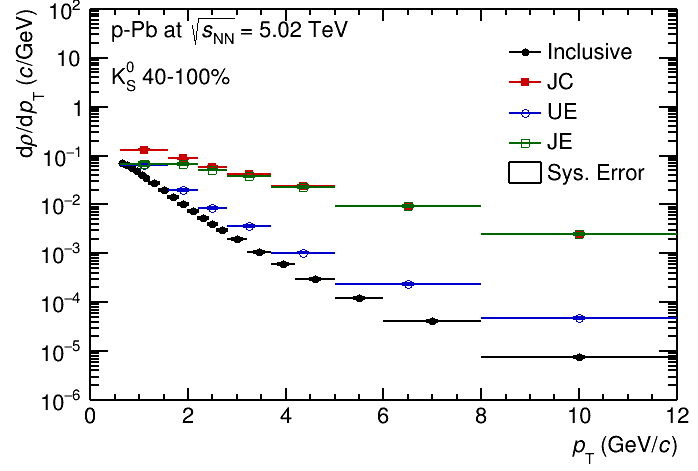 dρ/dp_T (c/GeV)
10²
10
1
10⁻¹
10⁻²
10⁻³
10⁻⁴
10⁻⁵
10⁻⁶
p-Pb at √s_NN = 5.02 TeV
K⁰_S 40-100%
Inclusive
JC
UE
JE
Sys. Error
0 2 4 6 8 10 12
p_T (GeV/c)